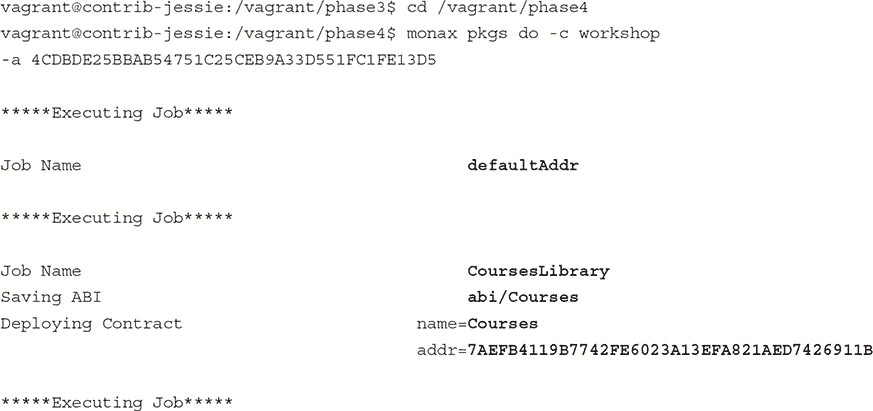 vagrant@contrib-jessie:/vagrant/phase3$ cd /vagrant/phase4
vagrant@contrib-jessie:/vagrant/phase4$ monax pkgs do -c workshop
-a 4CDBDE25BBAB54751C25CEB9A33D551FC1FE13D5
*****Executing Job*****
Job Name defaultAddr
*****Executing Job*****
Job Name CoursesLibrary
Saving ABI abi/Courses
Deploying Contract name=Courses
addr=7AEFB4119B7742FE6023A13EFA821AED7426911B
*****Executing Job*****